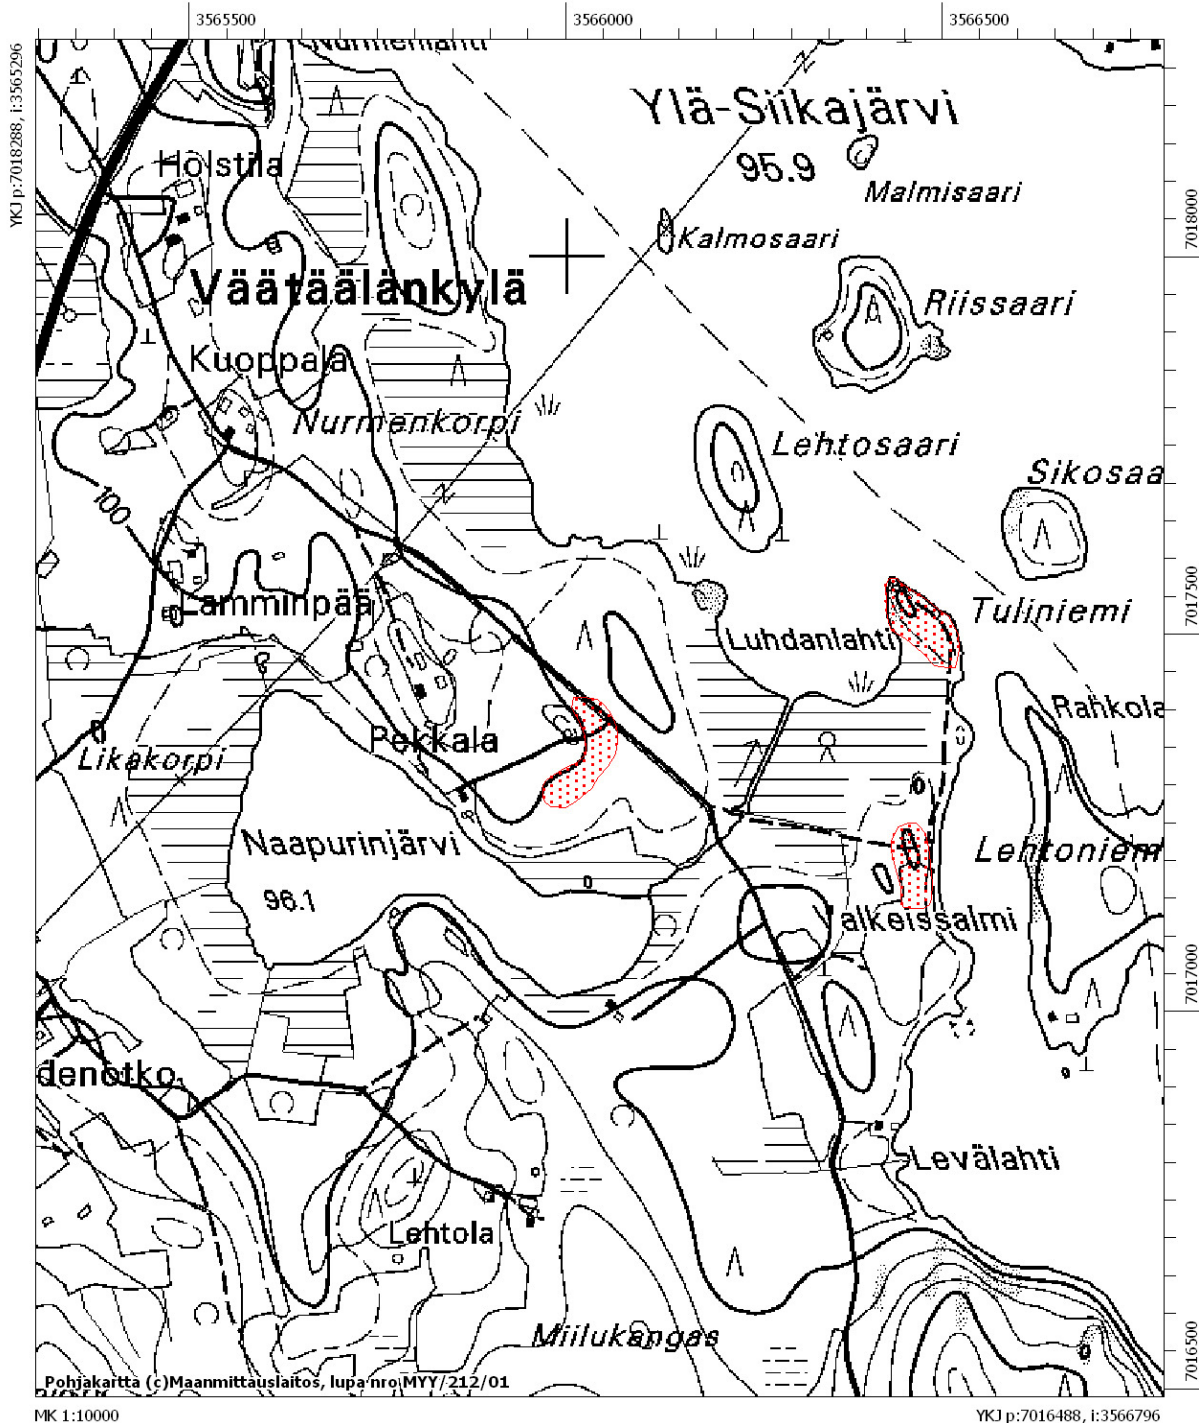 3565500
3566000
3566500
YKJ p:7018288, i:3565296
Nurmenlahti
Ylä-Siikajärvi
95.9
Holstila
Malmisaari
7018000
Kalmosaari
Väätäälänkylä
Riissaari
Kuoppala
Nurmenkorpi
Lehtosaari
Sikosaa
100
7017500
Lamminpää
Tuliniemi
Luhdanlahti
Rahkola
Pekkala
Likakorpi
Naapurinjärvi
Lehtoniem
96.1
Valkeissalmi
7017000
denotko
Levälahti
Lehtola
Miilukangas
7016500
Pohjakartta (c)Maanmittauslaitos, lupa nro MYY/212/01
MK 1:10000
YKJ p:7016488, i:3566796